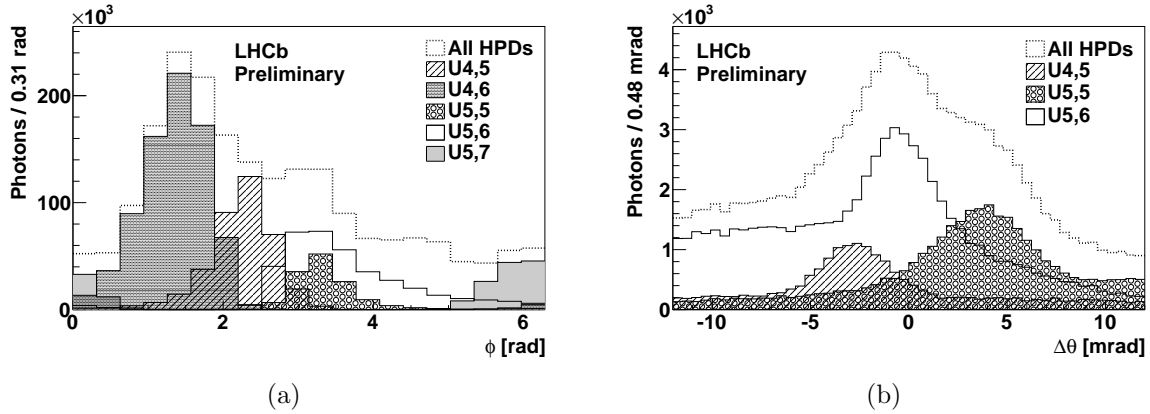 ×10³
Photons / 0.31 rad
LHCb
Preliminary
All HPDs
U4,5
U4,6
U5,5
U5,6
U5,7
200
100
0
0
2
4
6
ϕ [rad]
(a)
×10³
Photons / 0.48 mrad
LHCb
Preliminary
All HPDs
U4,5
U5,5
U5,6
4
3
2
1
0
-10
-5
0
5
10
Δθ [mrad]
(b)